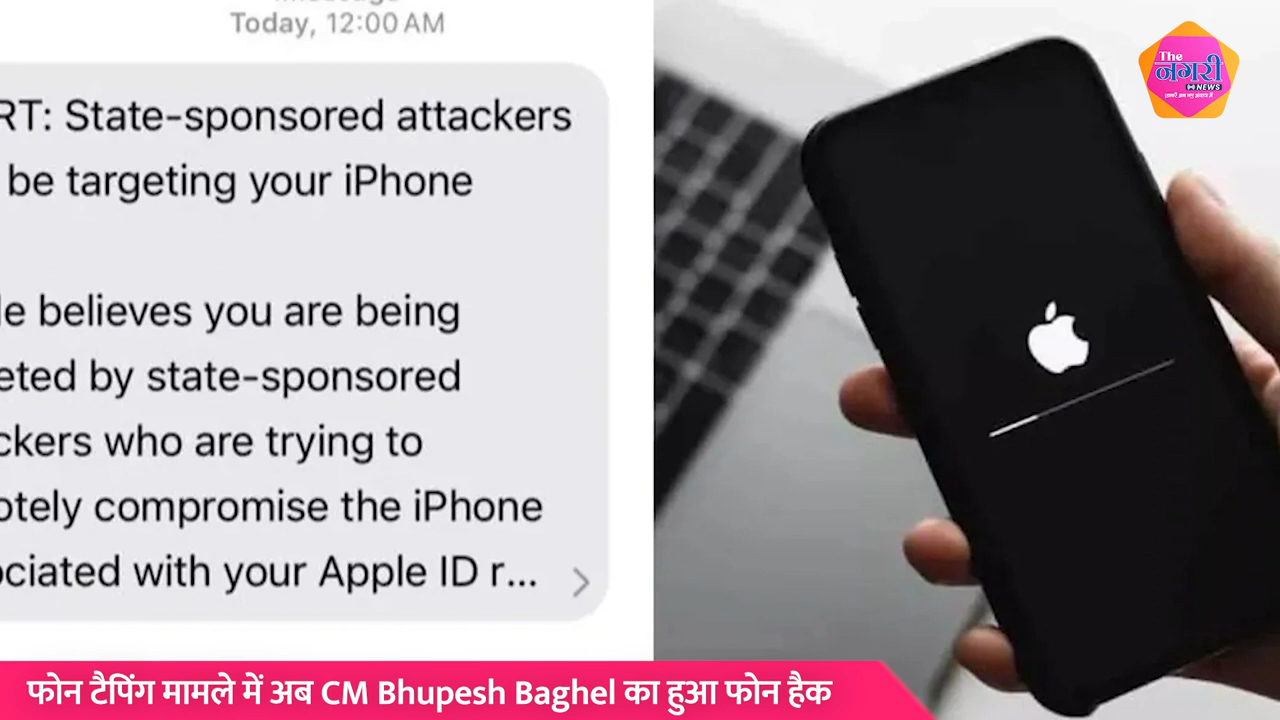 Today, 12:00 AM
RT: State-sponsored attackers
be targeting your iPhone
le believes you are being
eted by state-sponsored
ckers who are trying to
otely compromise the iPhone
ociated with your Apple ID r...
The
नगरी
NEWS
फोन टैपिंग मामले में अब CM Bhupesh Baghel का हुआ फोन हैक